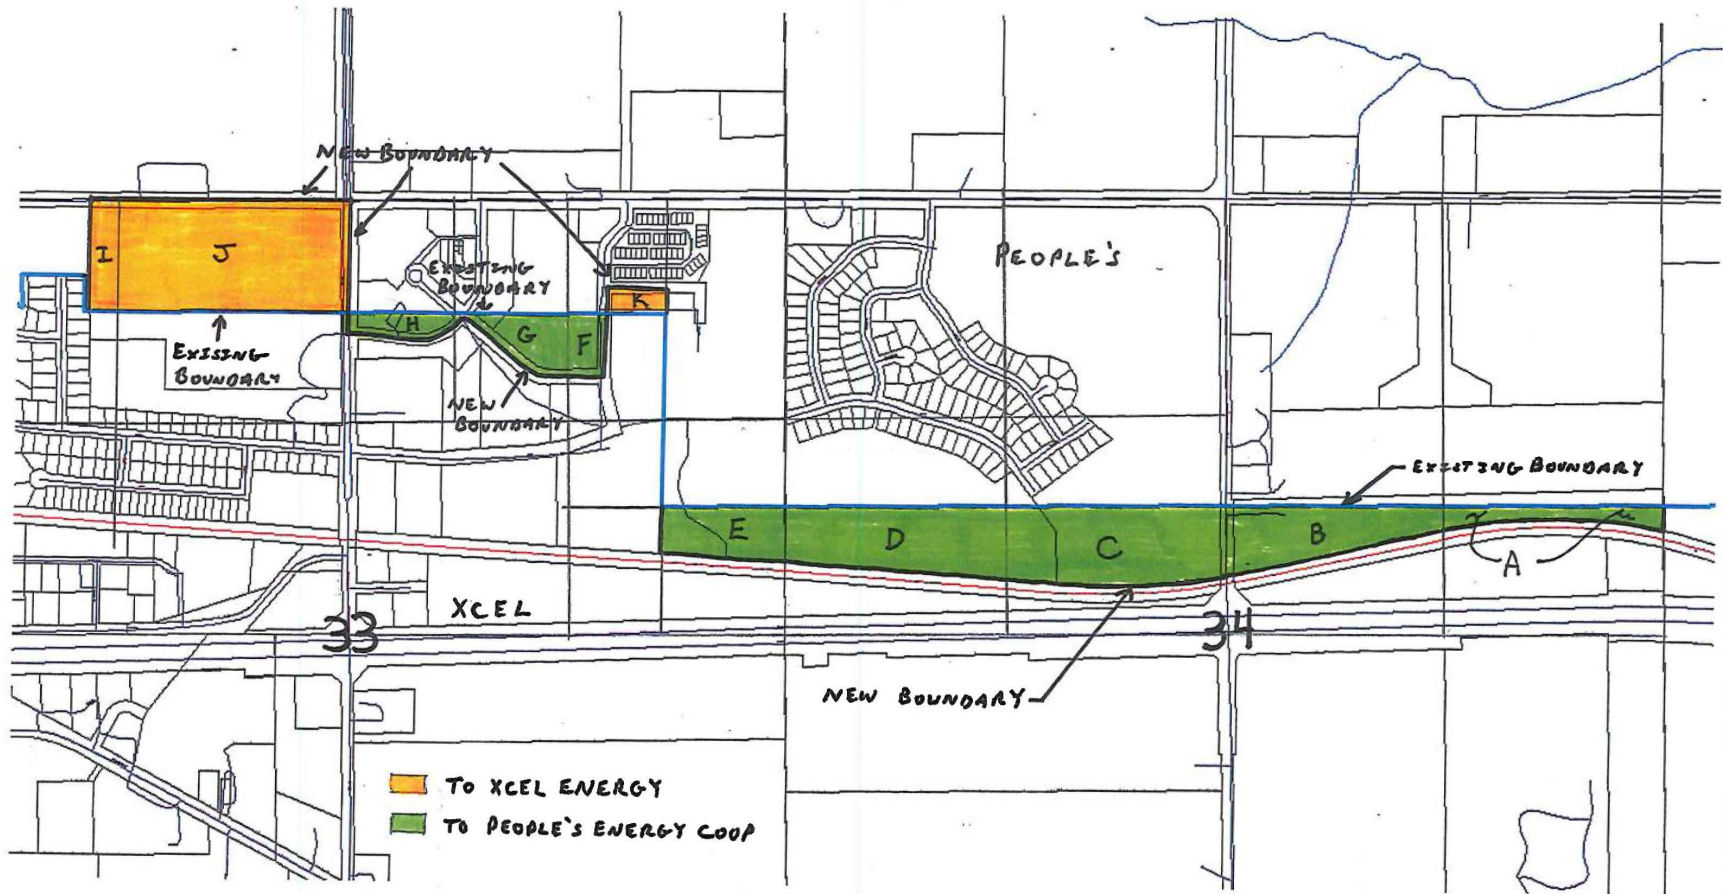 NEW BOUNDARY
I
J
PEOPLE'S
EXISTING
BOUNDARY
K
H
G
F
EXISING
BOUNDARY
NEW
BOUNDARY
EXISTING BOUNDARY
E
D
C
B
A
XCEL
33
34
NEW BOUNDARY
TO XCEL ENERGY
TO PEOPLE'S ENERGY COOP